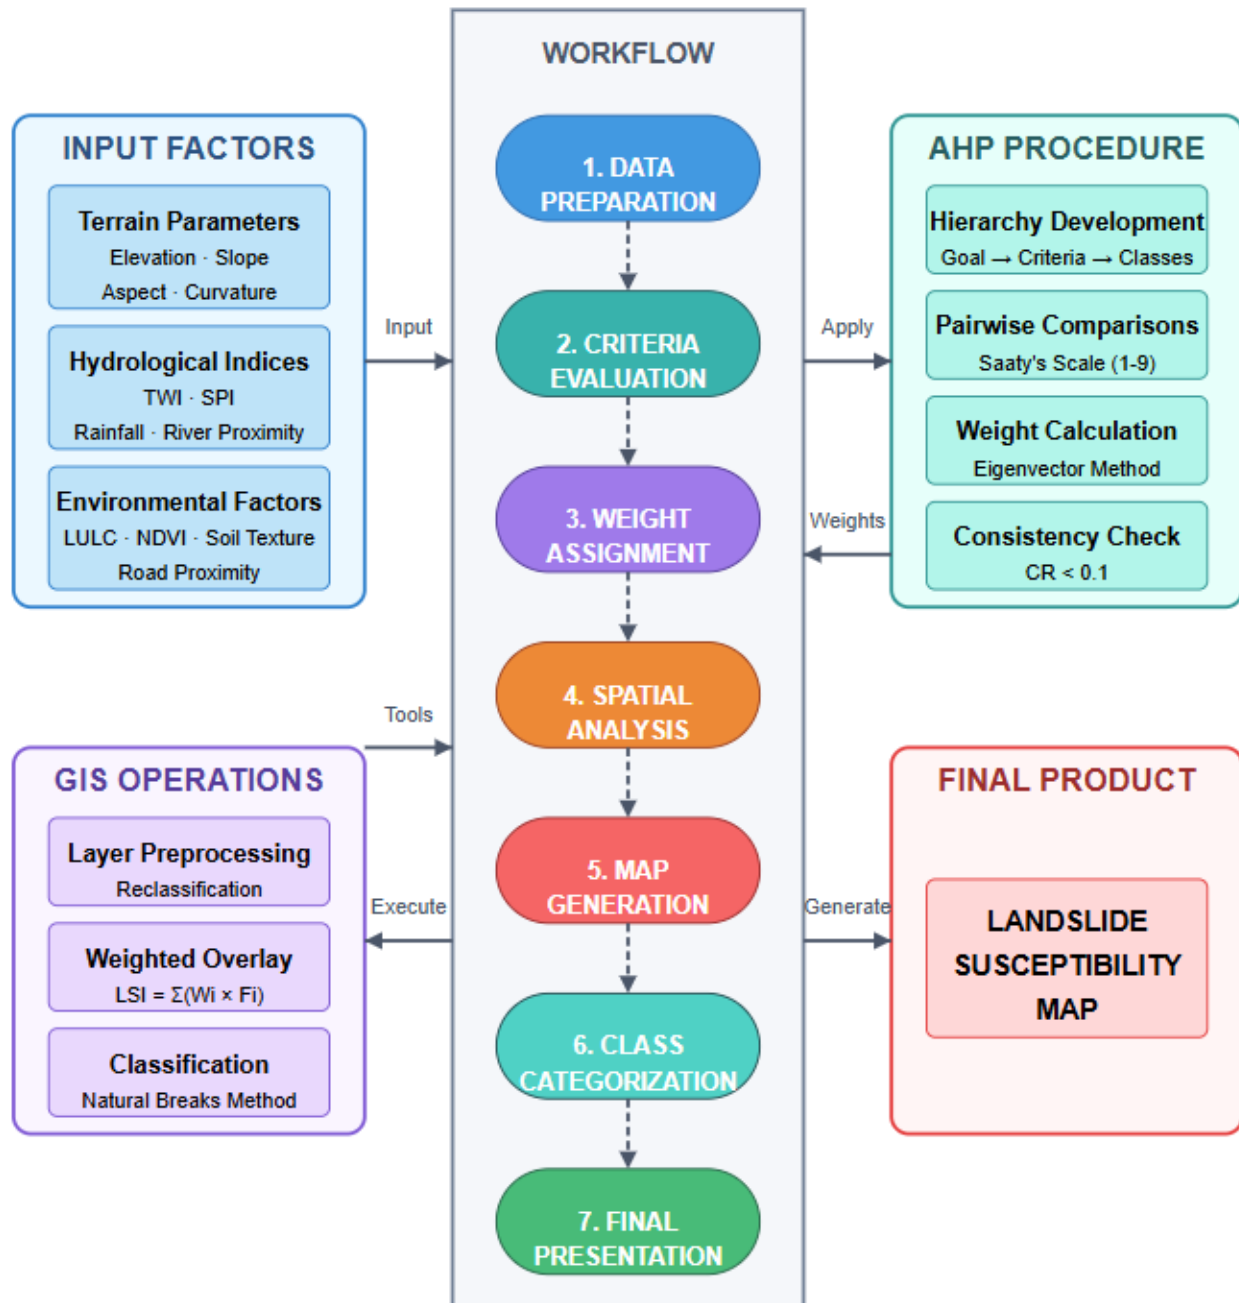 WORKFLOW
INPUT FACTORS
Terrain Parameters
Elevation · Slope
Aspect · Curvature
Hydrological Indices
TWI · SPI
Rainfall · River Proximity
Environmental Factors
LULC · NDVI · Soil Texture
Road Proximity
Input
1. DATA
PREPARATION
2. CRITERIA
EVALUATION
3. WEIGHT
ASSIGNMENT
4. SPATIAL
ANALYSIS
5. MAP
GENERATION
6. CLASS
CATEGORIZATION
7. FINAL
PRESENTATION
Apply
Weights
AHP PROCEDURE
Hierarchy Development
Goal → Criteria → Classes
Pairwise Comparisons
Saaty's Scale (1-9)
Weight Calculation
Eigenvector Method
Consistency Check
CR < 0.1
Tools
Execute
GIS OPERATIONS
Layer Preprocessing
Reclassification
Weighted Overlay
LSI = Σ(Wi × Fi)
Classification
Natural Breaks Method
Generate
FINAL PRODUCT
LANDSLIDE
SUSCEPTIBILITY
MAP